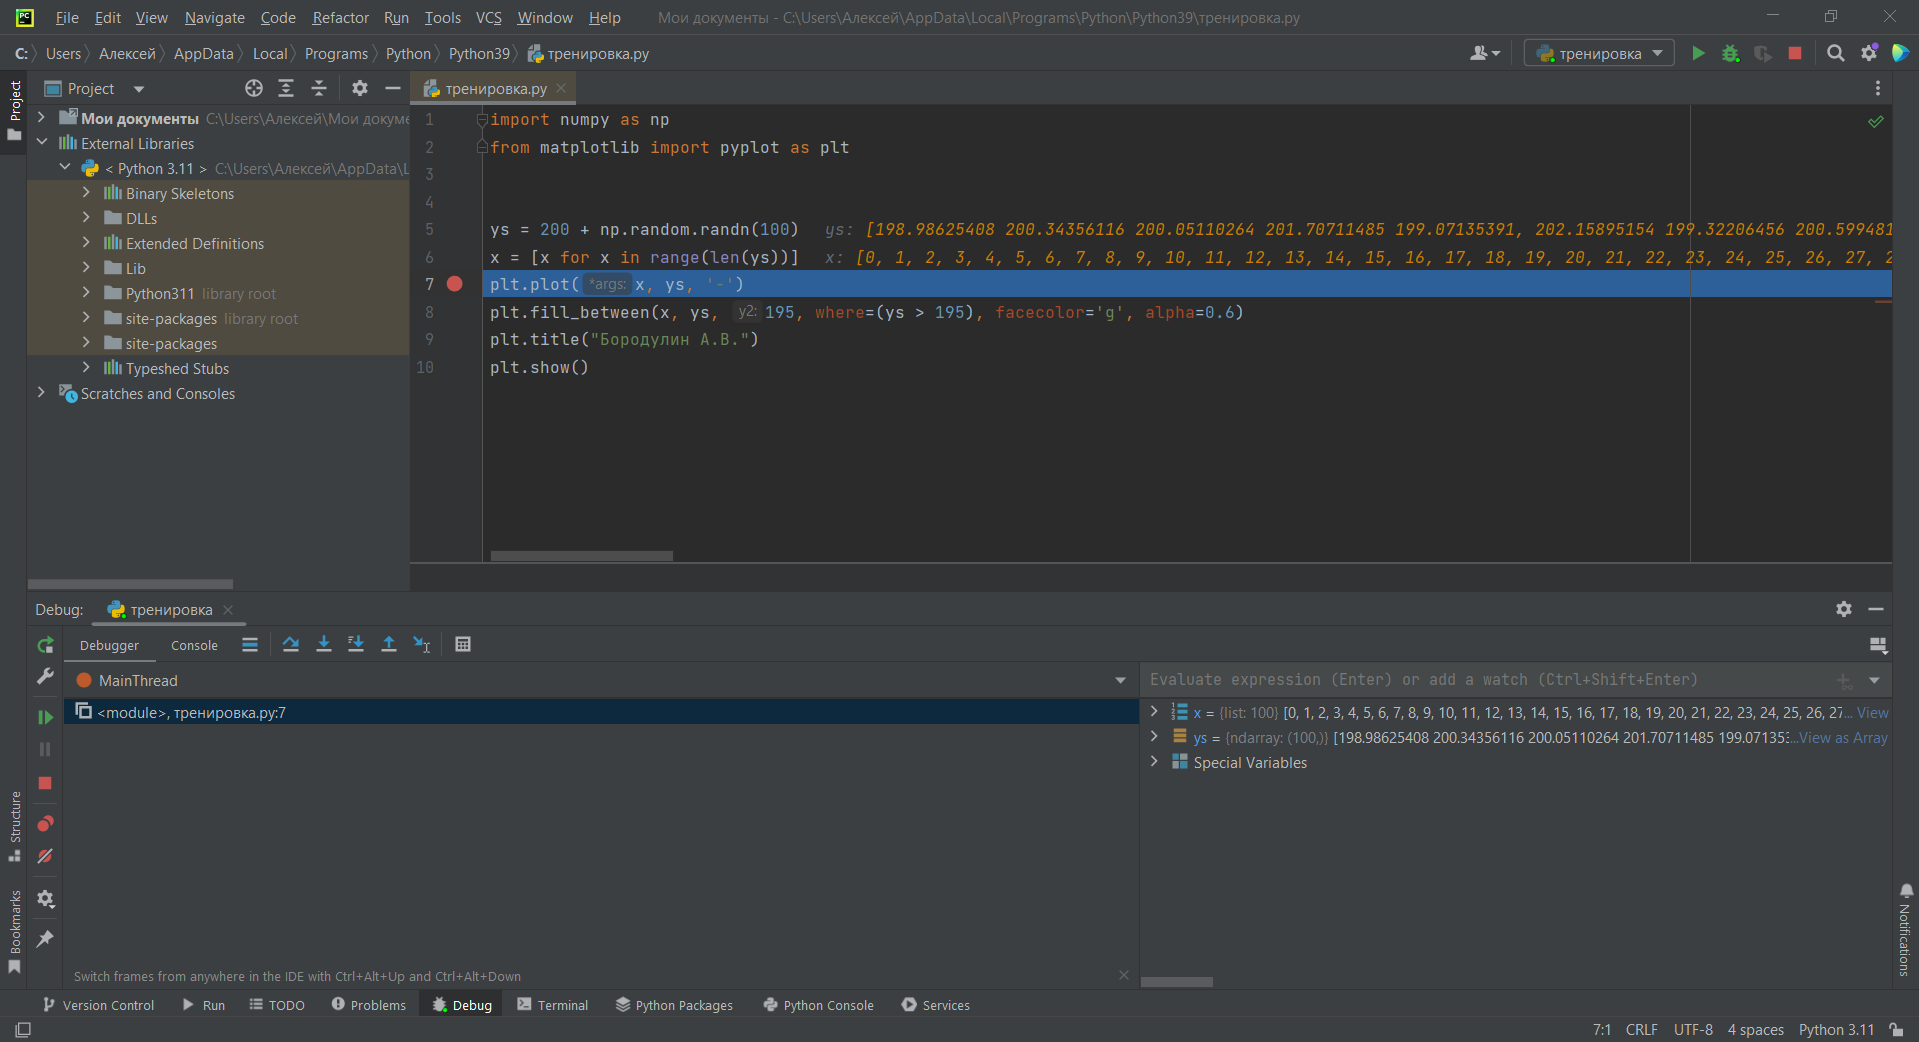 File Edit View Navigate Code Refactor Run Tools VCS Window Help Мои документы - C:\Users\Алексей\AppData\Local\Programs\Python\Python39\тренировка.py
C: Users Алексей AppData Local Programs Python Python39 тренировка.py тренировка
Project
Project
тренировка.py
Мои документы C:\Users\Алексей\Мои докуме
External Libraries
< Python 3.11 > C:\Users\Алексей\AppData\L
Binary Skeletons
DLLs
Extended Definitions
Lib
Python311 library root
site-packages library root
site-packages
Typeshed Stubs
Scratches and Consoles
1 import numpy as np
2 from matplotlib import pyplot as plt
3
4
5 ys = 200 + np.random.randn(100) ys: [198.98625408 200.34356116 200.05110264 201.70711485 199.07135391, 202.15895154 199.32206456 200.599481
6 x = [x for x in range(len(ys))] x: [0, 1, 2, 3, 4, 5, 6, 7, 8, 9, 10, 11, 12, 13, 14, 15, 16, 17, 18, 19, 20, 21, 22, 23, 24, 25, 26, 27, 2
7 plt.plot( *args: x, ys, '-')
8 plt.fill_between(x, ys, y2: 195, where=(ys > 195), facecolor='g', alpha=0.6)
9 plt.title("Бородулин А.В.")
10 plt.show()
Debug: тренировка
Debugger Console
MainThread
<module>, тренировка.py:7
Evaluate expression (Enter) or add a watch (Ctrl+Shift+Enter)
x = {list: 100} [0, 1, 2, 3, 4, 5, 6, 7, 8, 9, 10, 11, 12, 13, 14, 15, 16, 17, 18, 19, 20, 21, 22, 23, 24, 25, 26, 27... View
ys = {ndarray: (100,)} [198.98625408 200.34356116 200.05110264 201.70711485 199.071353...View as Array
Special Variables
Structure
Bookmarks
Notifications
Switch frames from anywhere in the IDE with Ctrl+Alt+Up and Ctrl+Alt+Down
Version Control Run TODO Problems Debug Terminal Python Packages Python Console Services
7:1 CRLF UTF-8 4 spaces Python 3.11